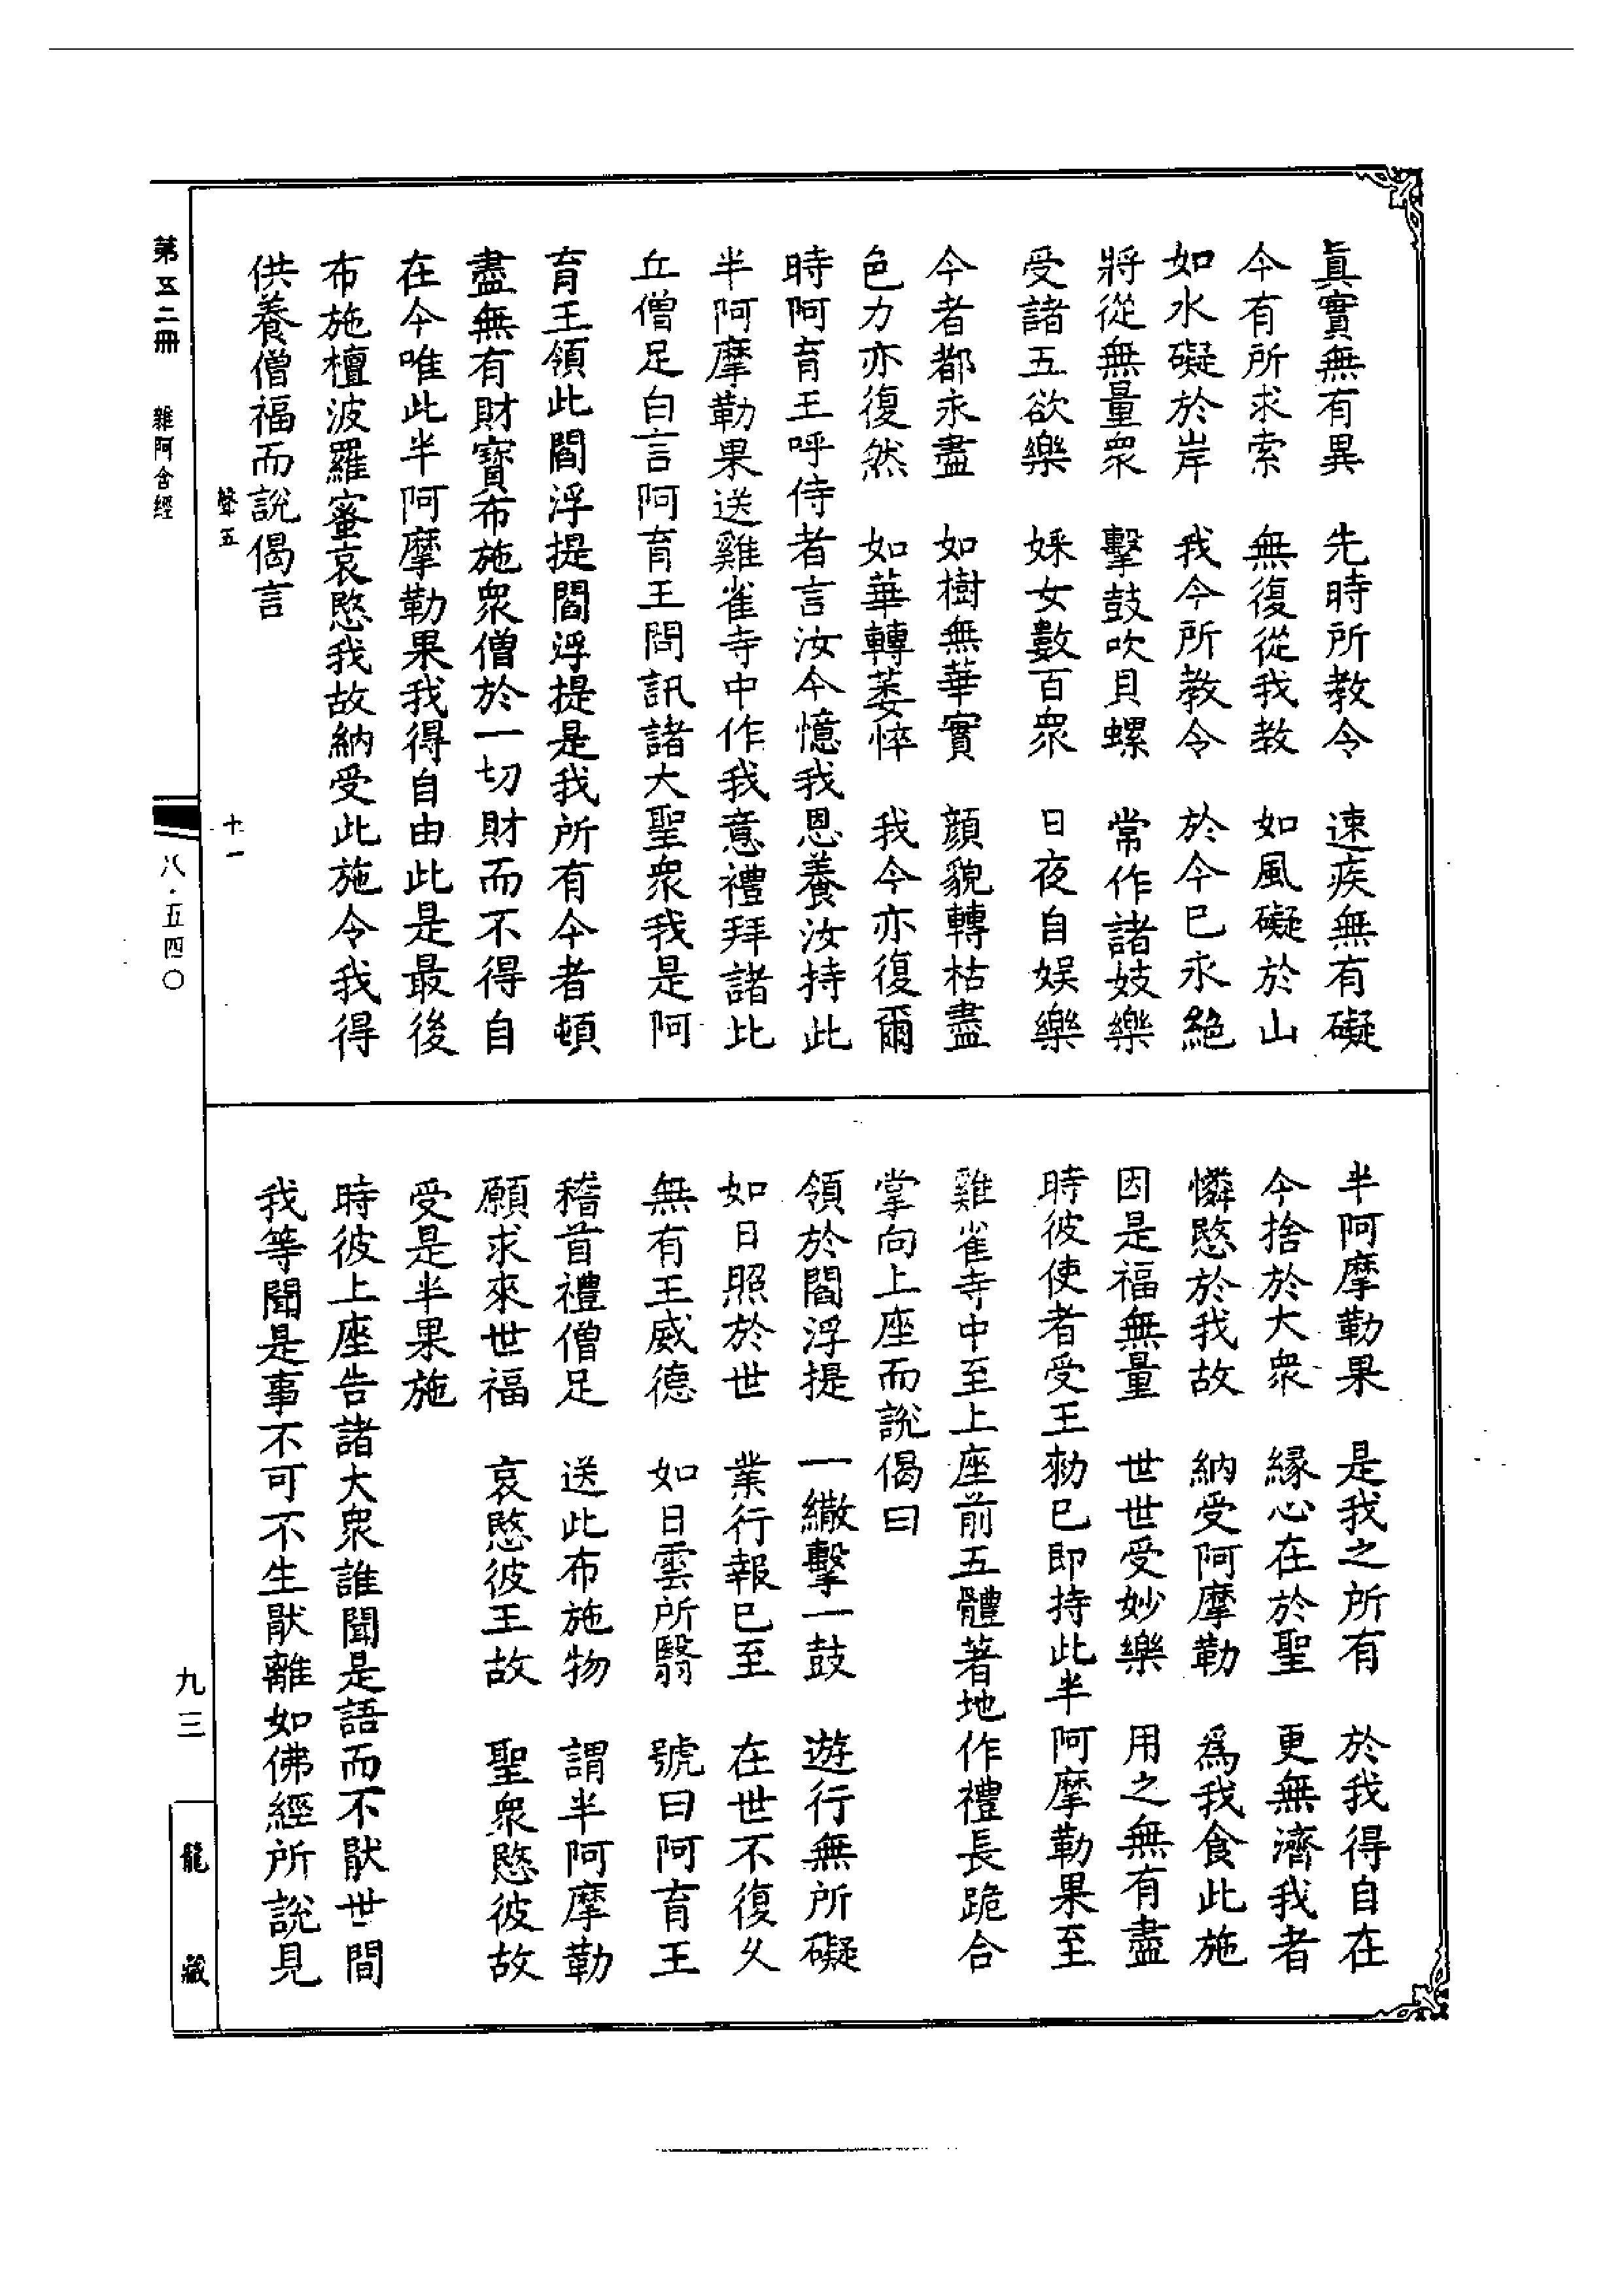 眞實無有異　先時所教令　速疾無有礙
今有所求索　無復從我教　如風礙於山
如水礙於岸　我今所教令　於今已永絕
將從無量衆　擊鼓吹貝螺　常作諸妓樂
受諸五欲樂　婇女數百衆　日夜自娛樂
今者都永盡　如樹無華實　顏貌轉枯盡
色力亦復然　如華轉萎悴　我今亦復爾
時阿育王呼侍者言汝今憶我恩養汝持此
半阿摩勒果送雞雀寺中作我意禮拜諸比
丘僧足白言阿育王問訊諸大聖衆我是阿
育王領此閻浮提閻浮提是我所有今者頓
盡無有財寶布施衆僧於一切財而不得自
在今唯此半阿摩勒果我得自由此是最後
布施檀波羅蜜哀愍我故納受此施令我得
供養僧福而說偈言
聲五
十一
半阿摩勒果　是我之所有　於我得自在
今捨於大衆　緣心在於聖　更無濟我者
憐愍於我故　納受阿摩勒　爲我食此施
因是福無量　世世受妙樂　用之無有盡
時彼使者受王勑已即持此半阿摩勒果至
雞雀寺中至上座前五體著地作禮長跪合
掌向上座而說偈曰
領於閻浮提　一繖擊一鼓　遊行無所礙
如日照於世　業行報已至　在世不復久
無有王威德　如日雲所翳　號曰阿育王
稽首禮僧足　送此布施物　謂半阿摩勒
願求來世福　哀愍彼王故　聖衆愍彼故
受是半果施
時彼上座告諸大衆誰聞是語而不厭世間
我等聞是事不可不生厭離如佛經所說見
第五二冊　雜阿含經
八・五四〇
九三
龍藏